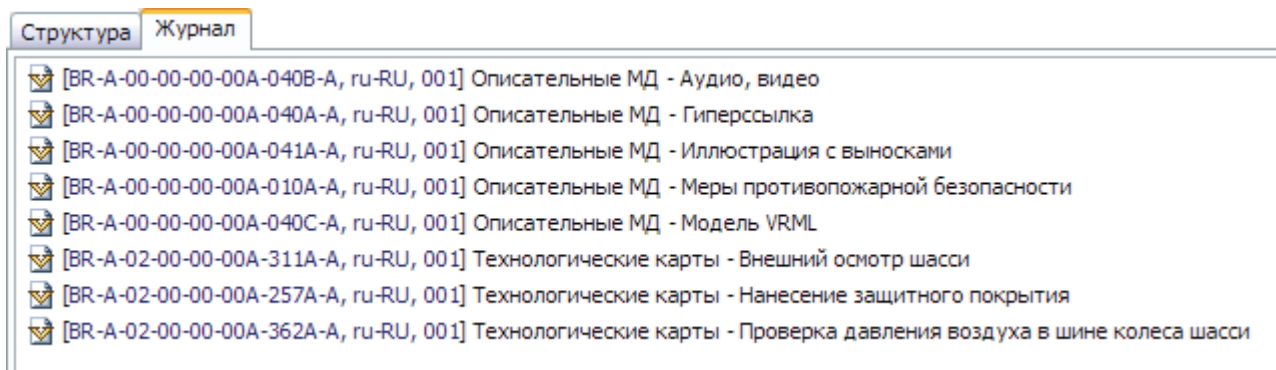 Структура Журнал
[BR-A-00-00-00-00A-040B-A, ru-RU, 001] Описательные МД - Аудио, видео
[BR-A-00-00-00-00A-040A-A, ru-RU, 001] Описательные МД - Гиперссылка
[BR-A-00-00-00-00A-041A-A, ru-RU, 001] Описательные МД - Иллюстрация с выносками
[BR-A-00-00-00-00A-010A-A, ru-RU, 001] Описательные МД - Меры противопожарной безопасности
[BR-A-00-00-00-00A-040C-A, ru-RU, 001] Описательные МД - Модель VRML
[BR-A-02-00-00-00A-311A-A, ru-RU, 001] Технологические карты - Внешний осмотр шасси
[BR-A-02-00-00-00A-257A-A, ru-RU, 001] Технологические карты - Нанесение защитного покрытия
[BR-A-02-00-00-00A-362A-A, ru-RU, 001] Технологические карты - Проверка давления воздуха в шине колеса шасси